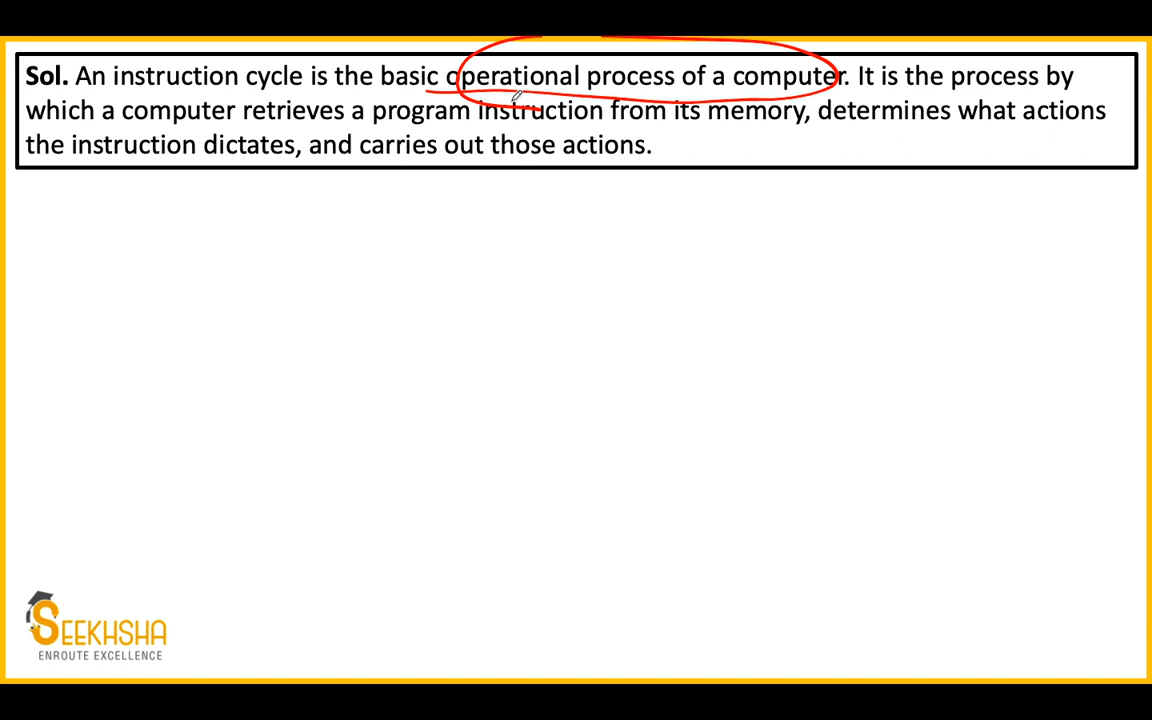 Sol. An instruction cycle is the basic operational process of a computer. It is the process by
which a computer retrieves a program instruction from its memory, determines what actions
the instruction dictates, and carries out those actions.
SEEKHSHA
ENROUTE EXCELLENCE